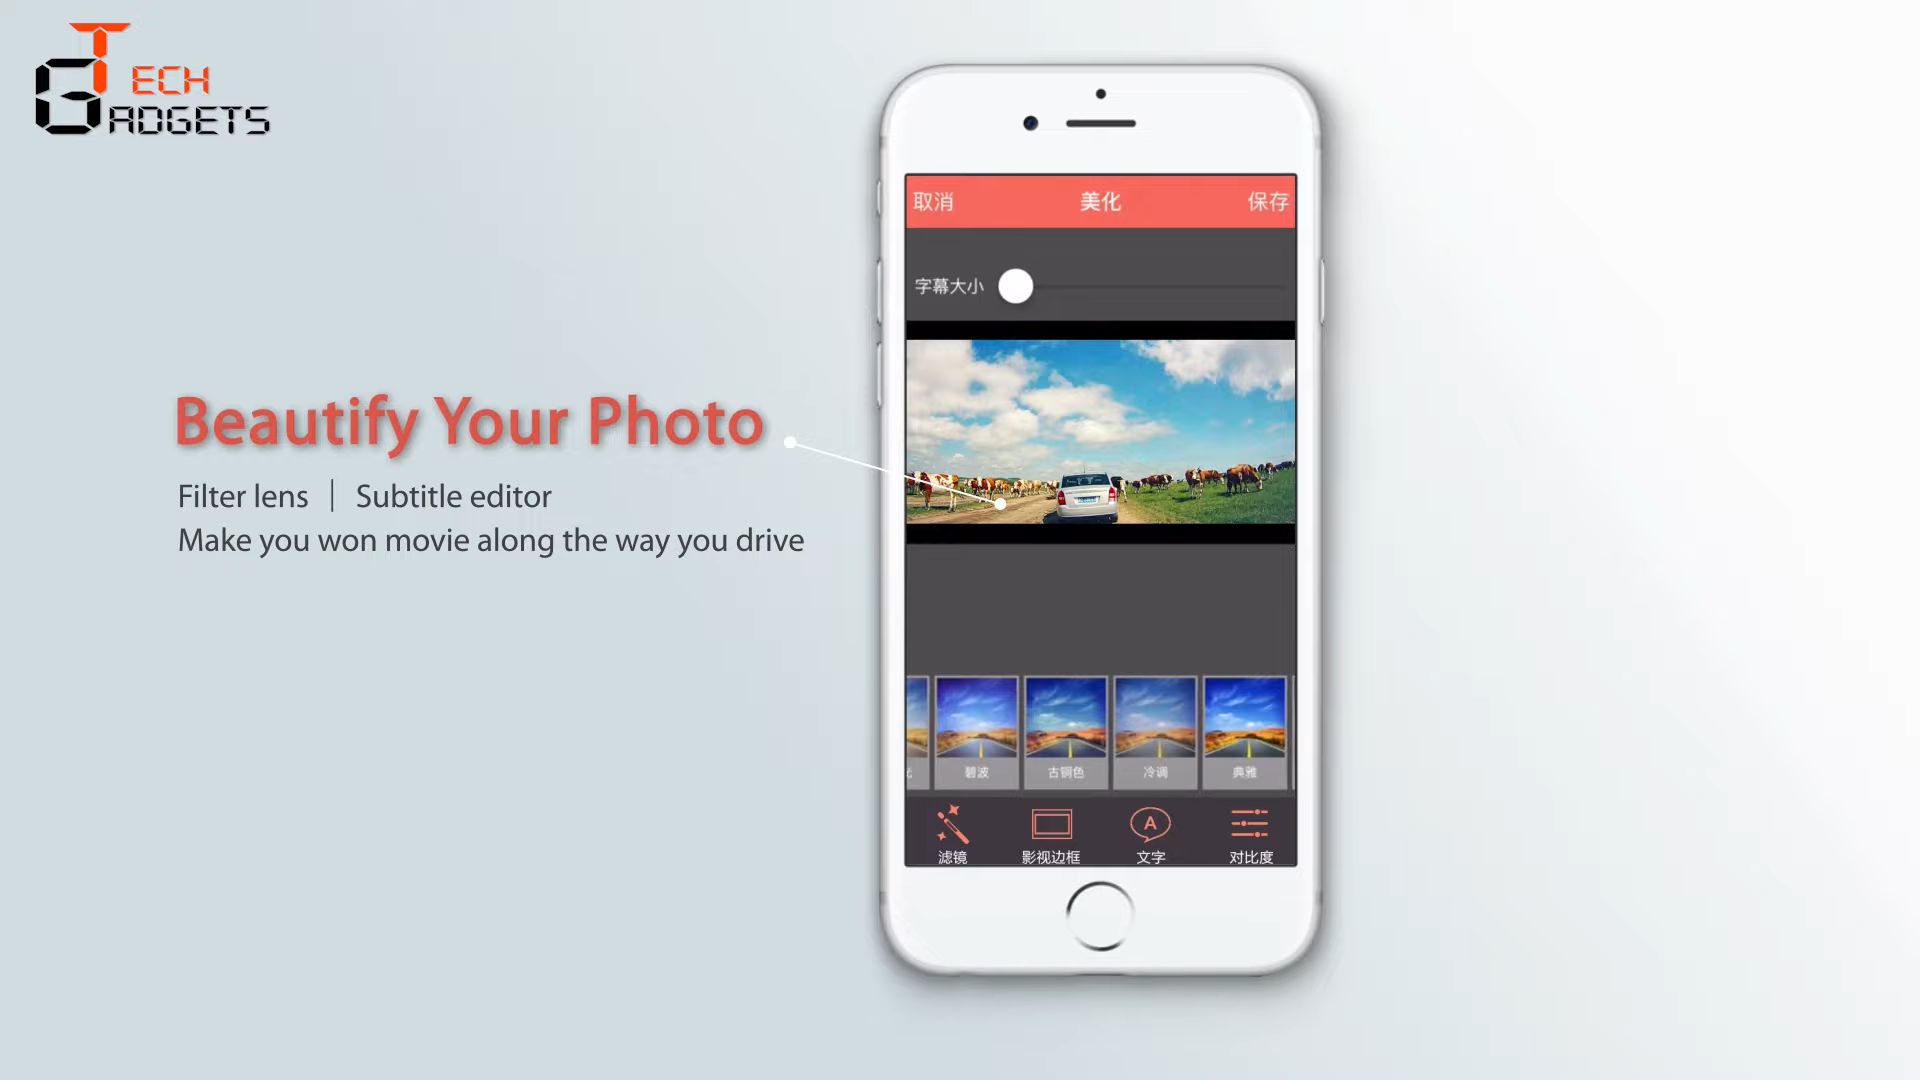 TECH
GADGETS
Beautify Your Photo
Filter lens | Subtitle editor
Make you won movie along the way you drive
取消 美化 保存
字幕大小
碧波 古铜色 冷调 典雅
滤镜 影视边框 文字 对比度
A